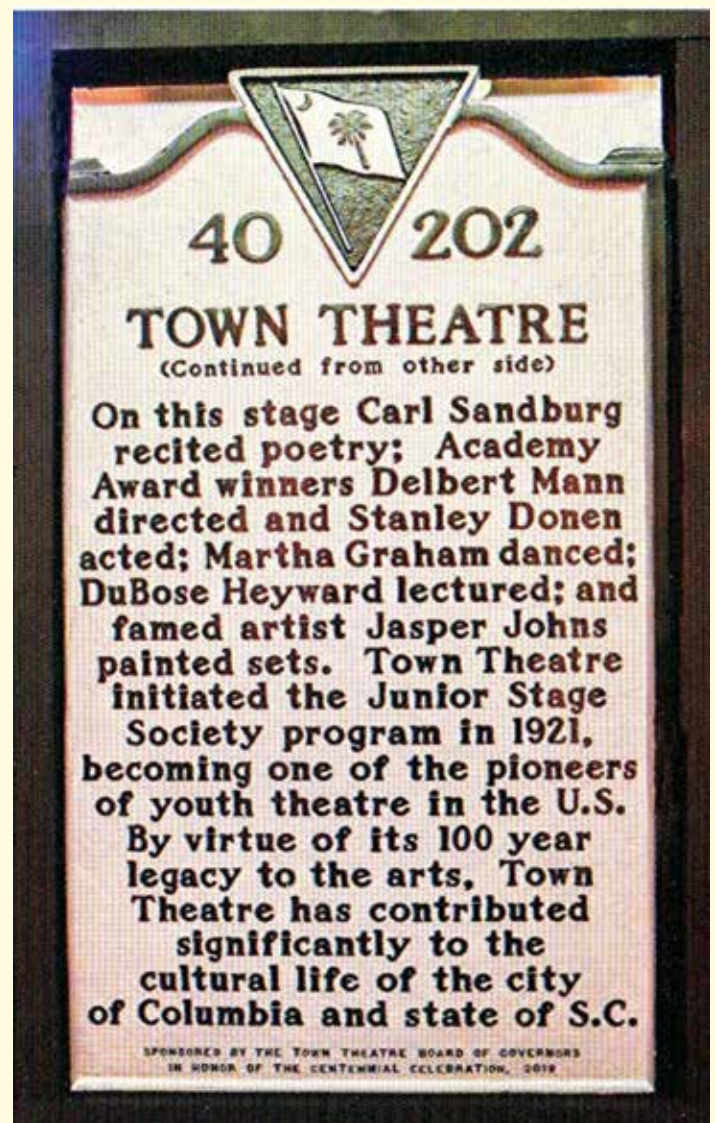 40 202
TOWN THEATRE
(Continued from other side)
On this stage Carl Sandburg
recited poetry; Academy
Award winners Delbert Mann
directed and Stanley Donen
acted; Martha Graham danced;
DuBose Heyward lectured; and
famed artist Jasper Johns
painted sets. Town Theatre
initiated the Junior Stage
Society program in 1921,
becoming one of the pioneers
of youth theatre in the U.S.
By virtue of its 100 year
legacy to the arts, Town
Theatre has contributed
significantly to the
cultural life of the city
of Columbia and state of S.C.
SPONSORED BY THE TOWN THEATRE BOARD OF GOVERNORS
IN HONOR OF THE CENTENNIAL CELEBRATION, 2019